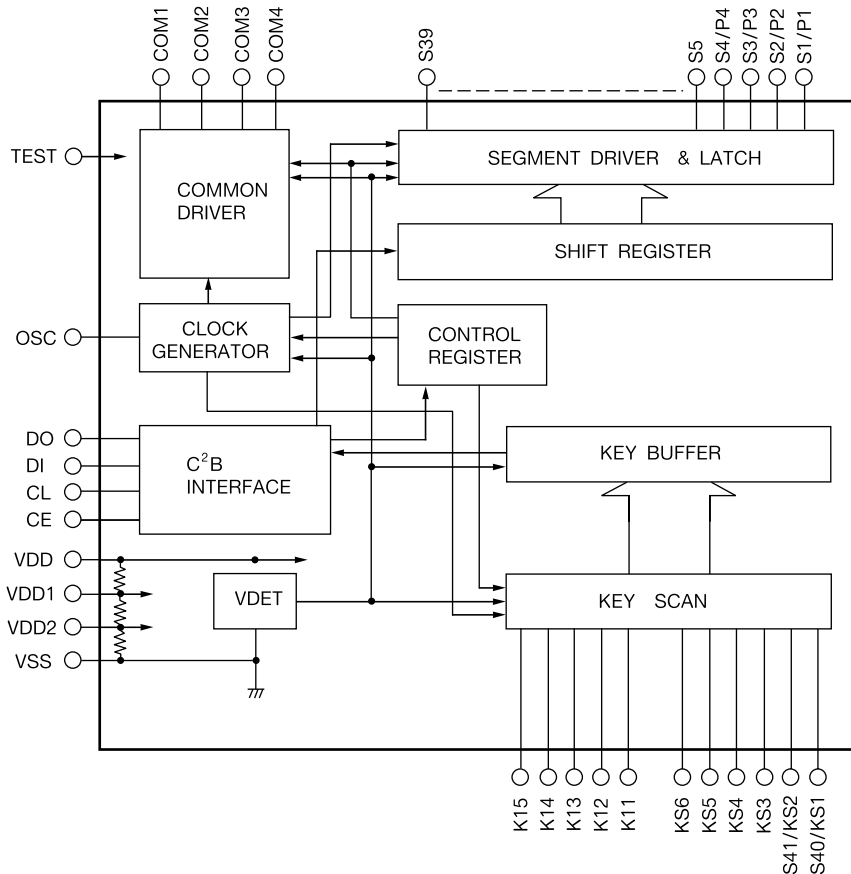 COM1
COM2
COM3
COM4
S39
S5
S4/P4
S3/P3
S2/P2
S1/P1
TEST
COMMON
DRIVER
SEGMENT DRIVER & LATCH
SHIFT REGISTER
OSC
CLOCK
GENERATOR
CONTROL
REGISTER
DO
DI
CL
CE
C²B
INTERFACE
KEY BUFFER
VDD
VDD1
VDD2
VSS
VDET
KEY SCAN
K15
K14
K13
K12
K11
KS6
KS5
KS4
KS3
S41/KS2
S40/KS1